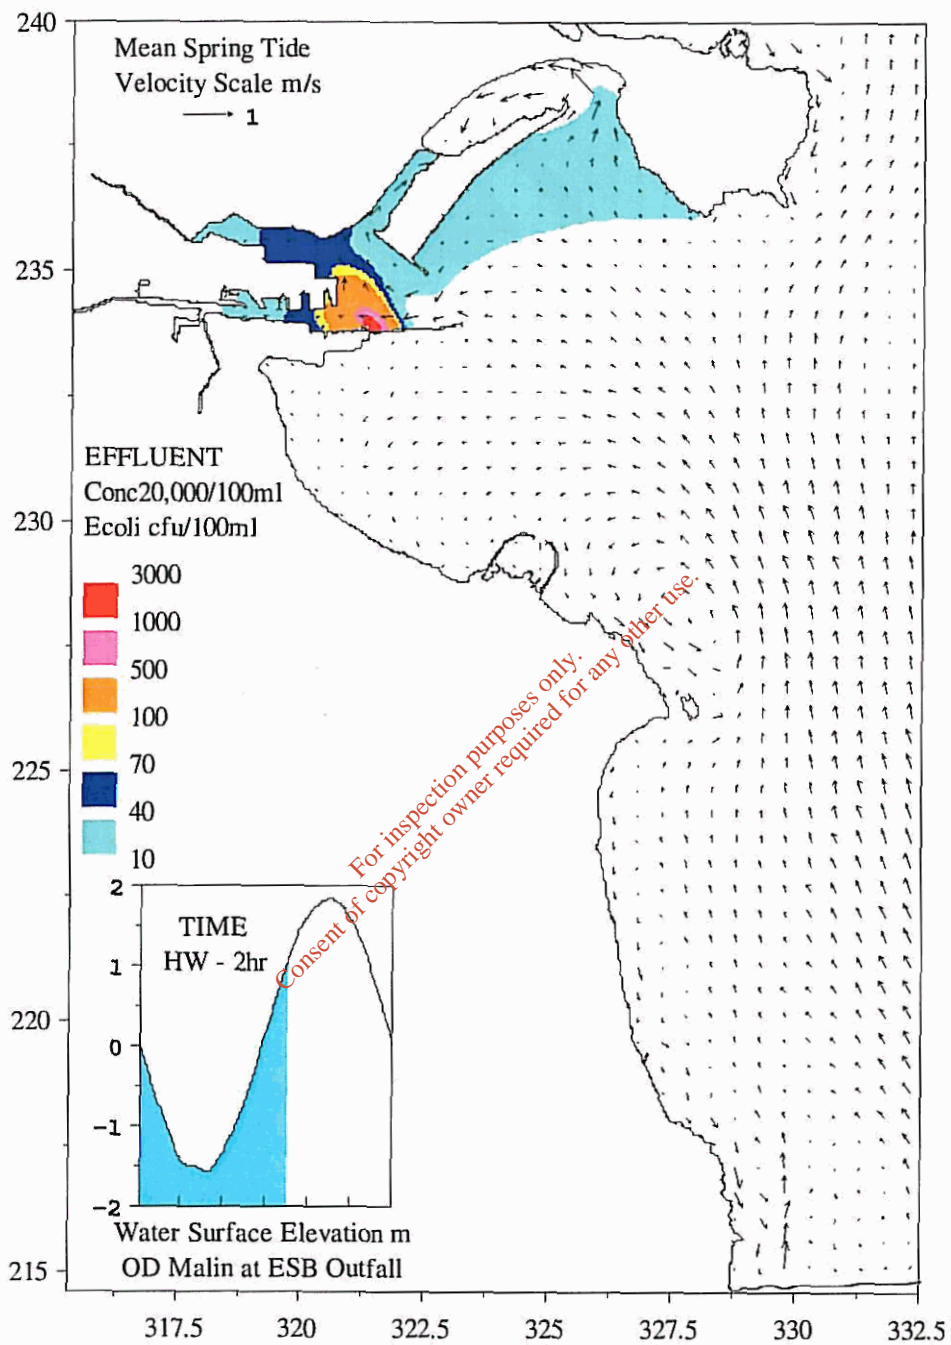 240
Mean Spring Tide
Velocity Scale m/s
1
235
EFFLUENT
Conc20,000/100ml
230
Ecoli cfu/100ml
3000
1000
500
100
70
40
10
225
For inspection purposes only.
Consent of copyright owner required for any other use.
2
TIME
HW - 2hr
1
0
-1
-2
220
Water Surface Elevation m
OD Malin at ESB Outfall
215
317.5
320
322.5
325
327.5
330
332.5